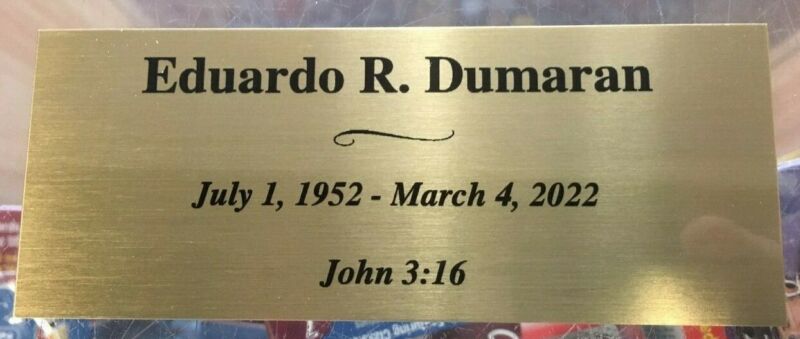 Eduardo R. Dumaran
July 1, 1952 - March 4, 2022
John 3:16